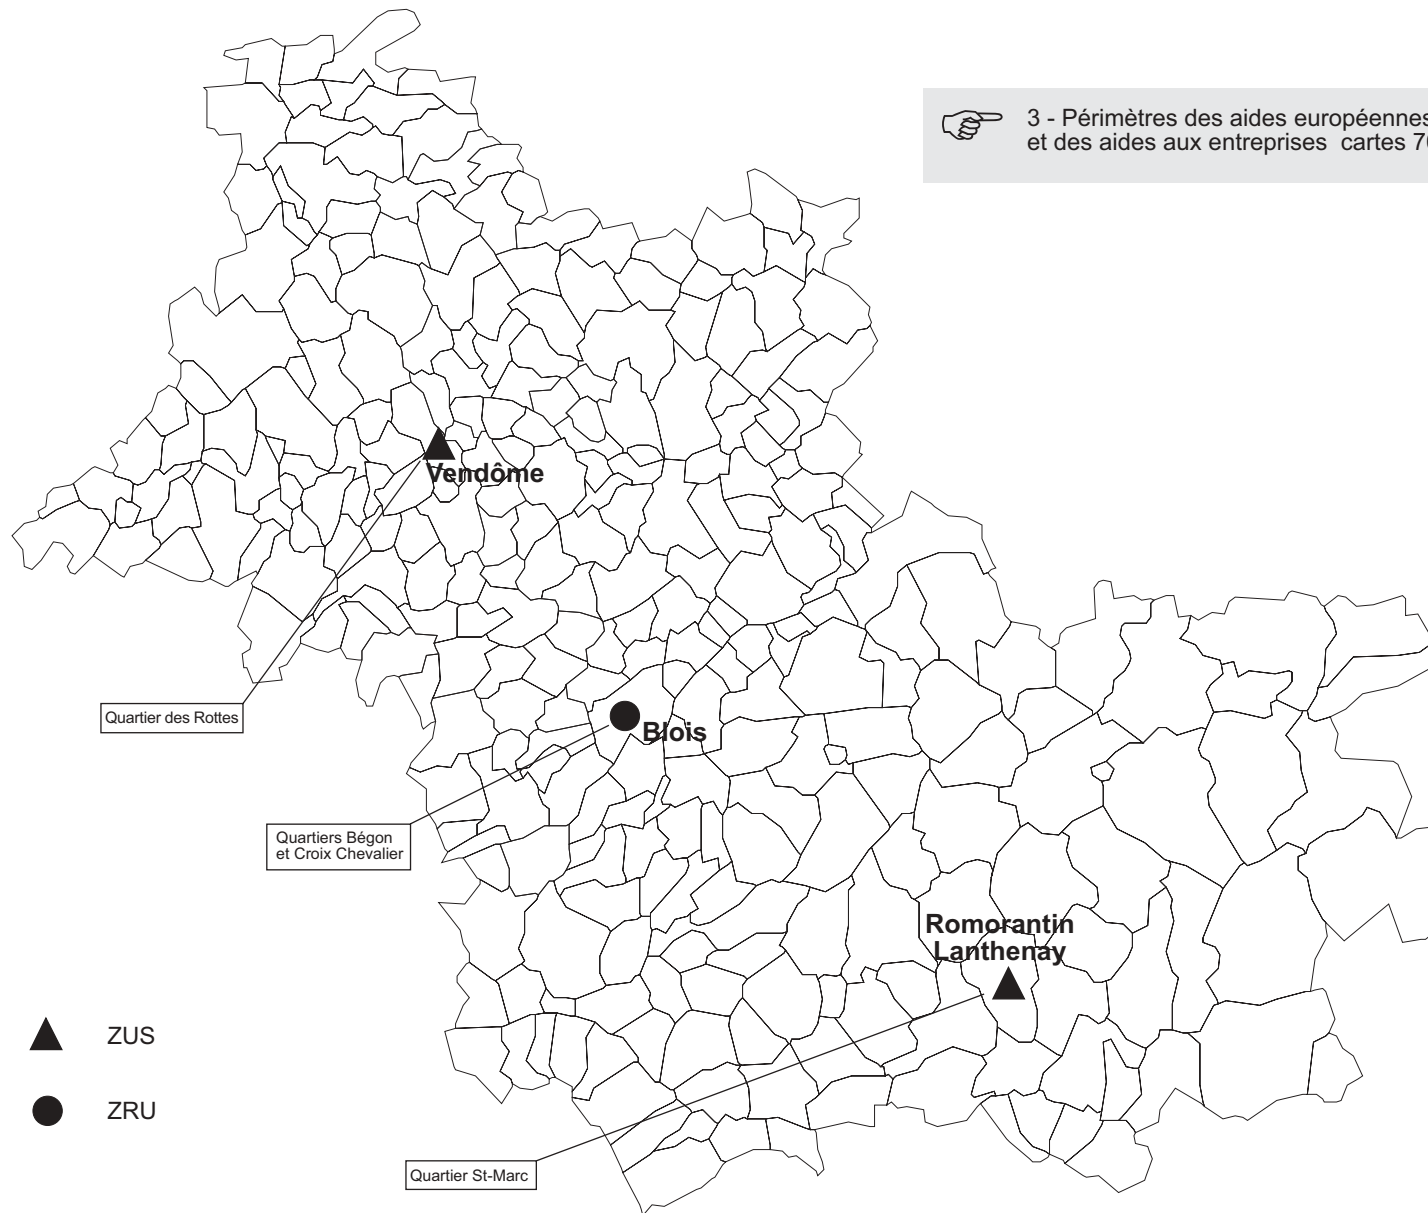 3 - Périmètres des aides européennes
et des aides aux entreprises cartes
Vendôme
Quartier des Rottes
Blois
Quartiers Bégon
et Croix Chevalier
Romorantin
Lanthenay
ZUS
ZRU
Quartier St-Marc